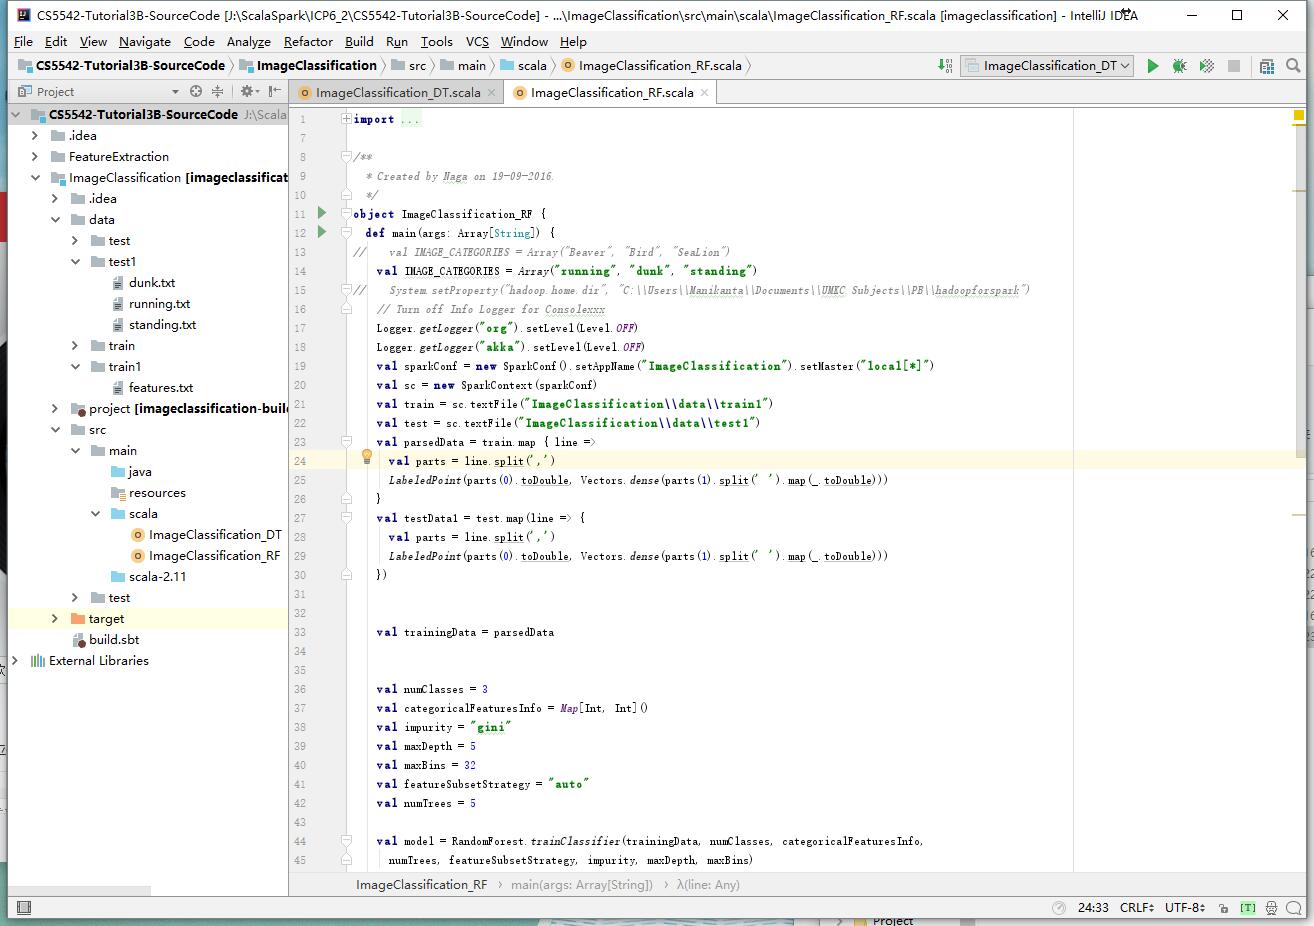 CS5542-Tutorial3B-SourceCode [J:\ScalaSpark\ICP6_2\CS5542-Tutorial3B-SourceCode] - ...\ImageClassification\src\main\scala\ImageClassification_RF.scala [imageclassification] - IntelliJ IDEA
File Edit View Navigate Code Analyze Refactor Build Run Tools VCS Window Help
CS5542-Tutorial3B-SourceCode ImageClassification src main scala ImageClassification_RF.scala ImageClassification_DT
Project
ImageClassification_DT.scala ImageClassification_RF.scala
CS5542-Tutorial3B-SourceCode J:\Scala
.idea
FeatureExtraction
ImageClassification [imageclassificat
.idea
data
test
test1
dunk.txt
running.txt
standing.txt
train
train1
features.txt
project [imageclassification-build
src
main
java
resources
scala
ImageClassification_DT
ImageClassification_RF
scala-2.11
test
target
build.sbt
External Libraries
1 import ...
7
8 /**
9 * Created by Naga on 19-09-2016.
10 */
11 object ImageClassification_RF {
12 def main(args: Array[String]) {
13 // val IMAGE_CATEGORIES = Array("Beaver", "Bird", "SeaLion")
14 val IMAGE_CATEGORIES = Array("running", "dunk", "standing")
15 // System.setProperty("hadoop.home.dir", "C:\\Users\\Manikanta\\Documents\\UMKC Subjects\\PB\\hadoopforspark")
16 // Turn off Info Logger for Consolexxx
17 Logger.getLogger("org").setLevel(Level.OFF)
18 Logger.getLogger("akka").setLevel(Level.OFF)
19 val sparkConf = new SparkConf().setAppName("ImageClassification").setMaster("local[*]")
20 val sc = new SparkContext(sparkConf)
21 val train = sc.textFile("ImageClassification\\data\\train1")
22 val test = sc.textFile("ImageClassification\\data\\test1")
23 val parsedData = train.map { line =>
24 val parts = line.split(',')
25 LabeledPoint(parts(0).toDouble, Vectors.dense(parts(1).split(' ').map(_.toDouble)))
26 }
27 val testData1 = test.map(line => {
28 val parts = line.split(',')
29 LabeledPoint(parts(0).toDouble, Vectors.dense(parts(1).split(' ').map(_.toDouble)))
30 })
31
32
33 val trainingData = parsedData
34
35
36 val numClasses = 3
37 val categoricalFeaturesInfo = Map[Int, Int]()
38 val impurity = "gini"
39 val maxDepth = 5
40 val maxBins = 32
41 val featureSubsetStrategy = "auto"
42 val numTrees = 5
43
44 val model = RandomForest.trainClassifier(trainingData, numClasses, categoricalFeaturesInfo,
45 numTrees, featureSubsetStrategy, impurity, maxDepth, maxBins)
ImageClassification_RF main(args: Array[String]) λ(line: Any)
24:33 CRLF UTF-8 [T]
Project